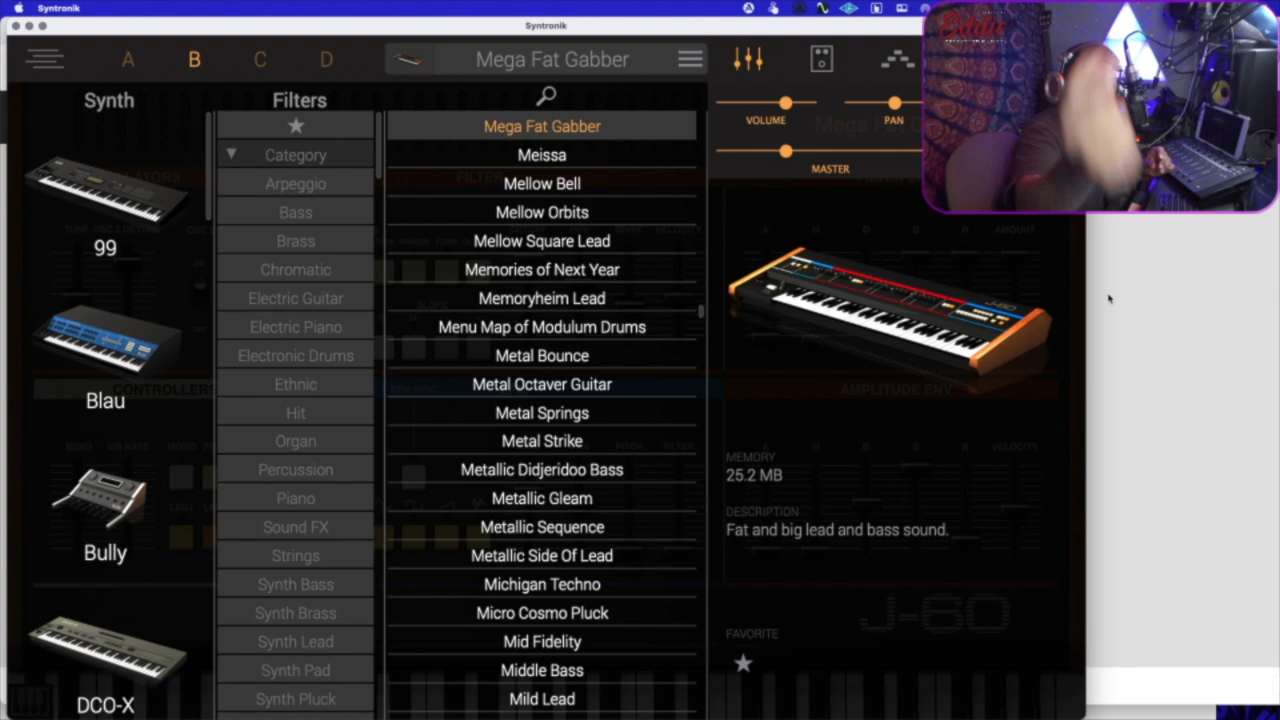 Syntronik
Syntronik
A
B
C
D
Mega Fat Gabber
Synth
Filters
99
Blau
Bully
DCO-X
Category
Arpeggio
Bass
Brass
Chromatic
Electric Guitar
Electric Piano
Electronic Drums
Ethnic
Hit
Organ
Percussion
Piano
Sound FX
Strings
Synth Bass
Synth Brass
Synth Lead
Synth Pad
Synth Pluck
Mega Fat Gabber
Meissa
Mellow Bell
Mellow Orbits
Mellow Square Lead
Memories of Next Year
Memoryheim Lead
Menu Map of Modulum Drums
Metal Bounce
Metal Octaver Guitar
Metal Springs
Metal Strike
Metallic Didjeridoo Bass
Metallic Gleam
Metallic Sequence
Metallic Side Of Lead
Michigan Techno
Micro Cosmo Pluck
Mid Fidelity
Middle Bass
Mild Lead
VOLUME
PAN
MASTER
AMPLITUDE ENV
MEMORY
25.2 MB
DESCRIPTION
Fat and big lead and bass sound.
J-60
FAVORITE
Eddie